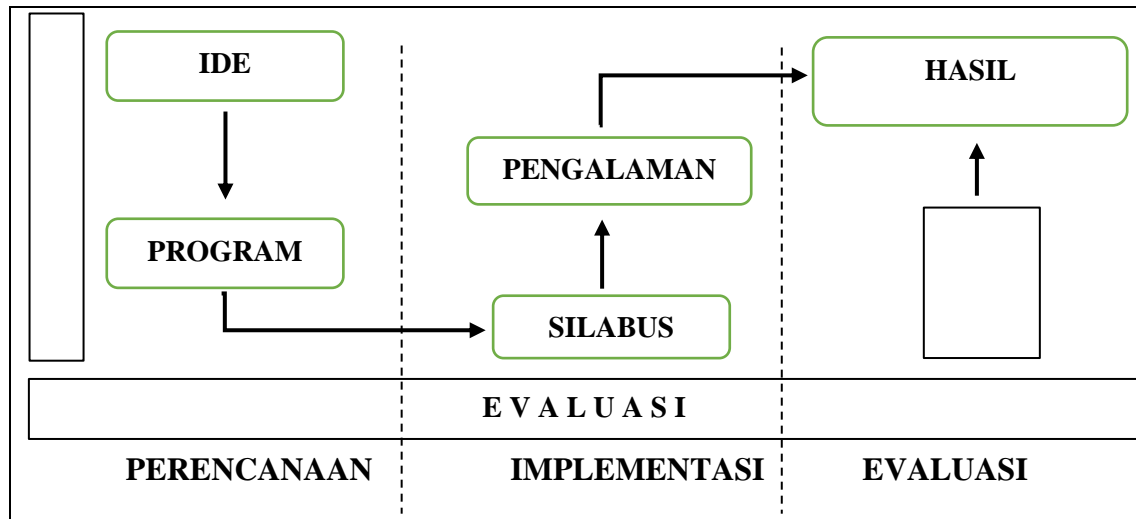 IDE
HASIL
PENGALAMAN
PROGRAM
SILABUS
E V A L U A S I
PERENCANAAN
IMPLEMENTASI
EVALUASI